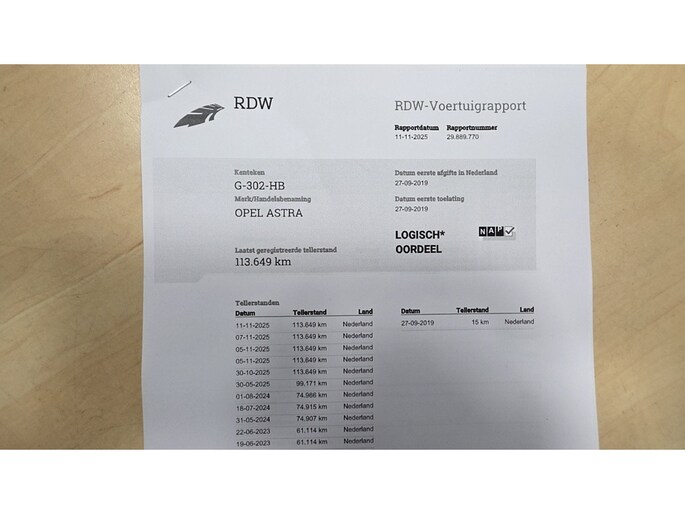 RDW
RDW-Voertuigrapport
Rapportdatum Rapportnummer
11-11-2025 29.889.770
Kenteken
G-302-HB
Merk/Handelsbenaming
OPEL ASTRA
Laatst geregistreerde tellerstand
113.649 km
Datum eerste afgifte in Nederland
27-09-2019
Datum eerste toelating
27-09-2019
LOGISCH*
OORDEEL
NAP
Tellerstanden
Datum Tellerstand Land
11-11-2025 113.649 km Nederland
07-11-2025 113.649 km Nederland
05-11-2025 113.649 km Nederland
05-11-2025 113.649 km Nederland
30-10-2025 113.649 km Nederland
30-05-2025 99.171 km Nederland
01-08-2024 74.986 km Nederland
18-07-2024 74.915 km Nederland
31-05-2024 74.907 km Nederland
22-06-2023 61.114 km Nederland
19-06-2023 61.114 km Nederland
Datum Tellerstand Land
27-09-2019 15 km Nederland